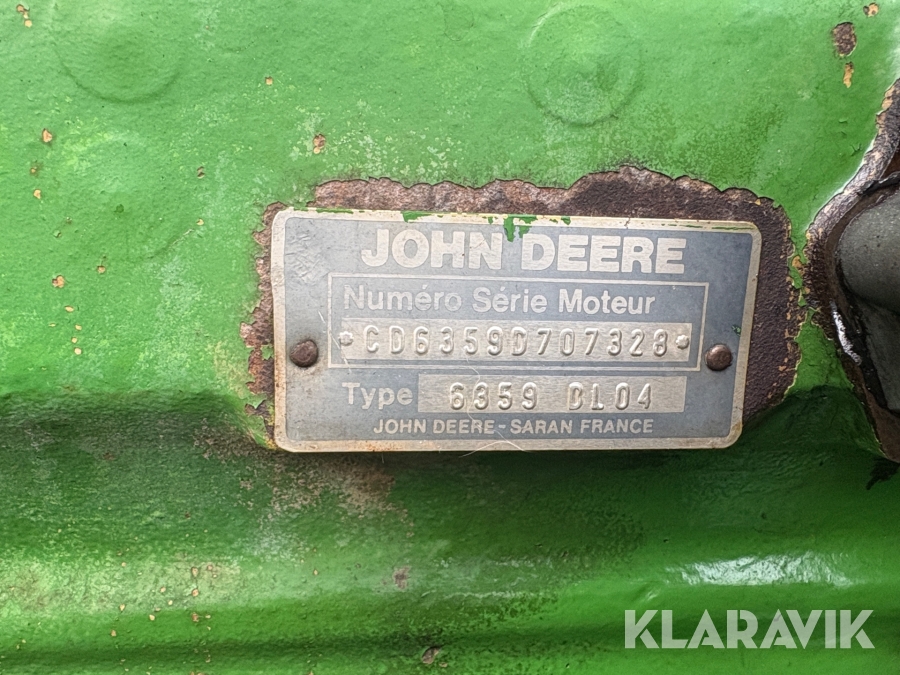 JOHN DEERE
Numéro Série Moteur
*CD6359D707328*
Type 6359 DL04
JOHN DEERE-SARAN FRANCE
KLARAVIK